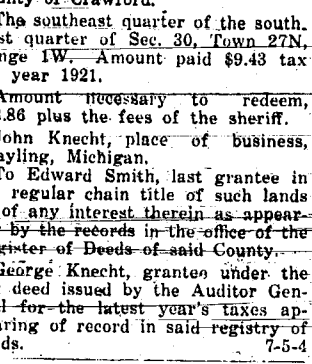 nty of Crawford.
The southeast quarter of the south.
st quarter of Sec. 30, Town 27N,
nge 1W. Amount paid $9.43 tax
year 1921.
Amount necessary to redeem,
.86 plus the fees of the sheriff.
John Knecht, place of business,
ayling, Michigan.
To Edward Smith, last grantee in
regular chain title of such lands
of any interest therein as appear-
by the records in the office of the
gister of Deeds of said County.
George Knecht, grantee under the
deed issued by the Auditor Gen-
l for the latest year's taxes ap-
aring of record in said registry of
ds. 7-5-4